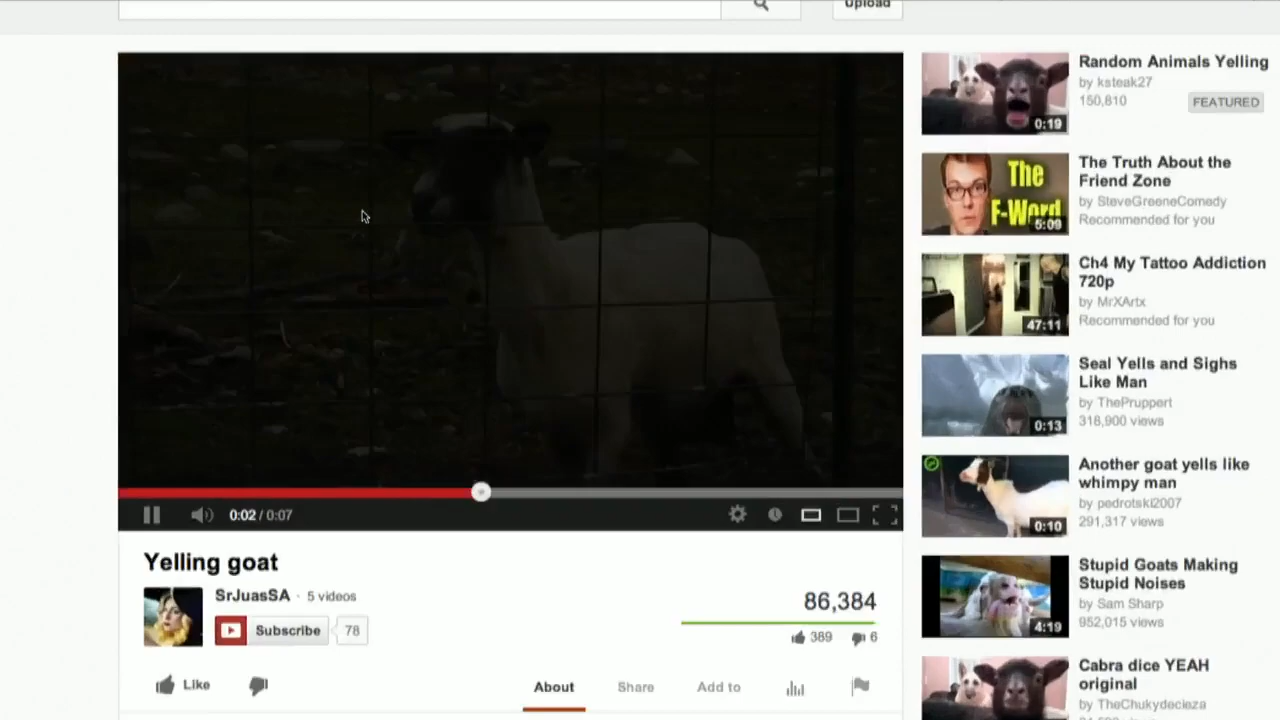 Upload
0:02 / 0:07
Yelling goat
SrJuasSA · 5 videos
Subscribe 78
86,384
389 6
Like
About Share Add to
Random Animals Yelling
by ksteak27
150,810
FEATURED
0:19
The Truth About the
Friend Zone
by SteveGreeneComedy
Recommended for you
The
F-Word
5:09
Ch4 My Tattoo Addiction
720p
by MrXArtx
Recommended for you
47:11
Seal Yells and Sighs
Like Man
by ThePruppert
318,900 views
0:13
Another goat yells like
whimpy man
by pedrotski2007
291,317 views
0:10
Stupid Goats Making
Stupid Noises
by Sam Sharp
952,015 views
4:19
Cabra dice YEAH
original
by TheChukydecieza